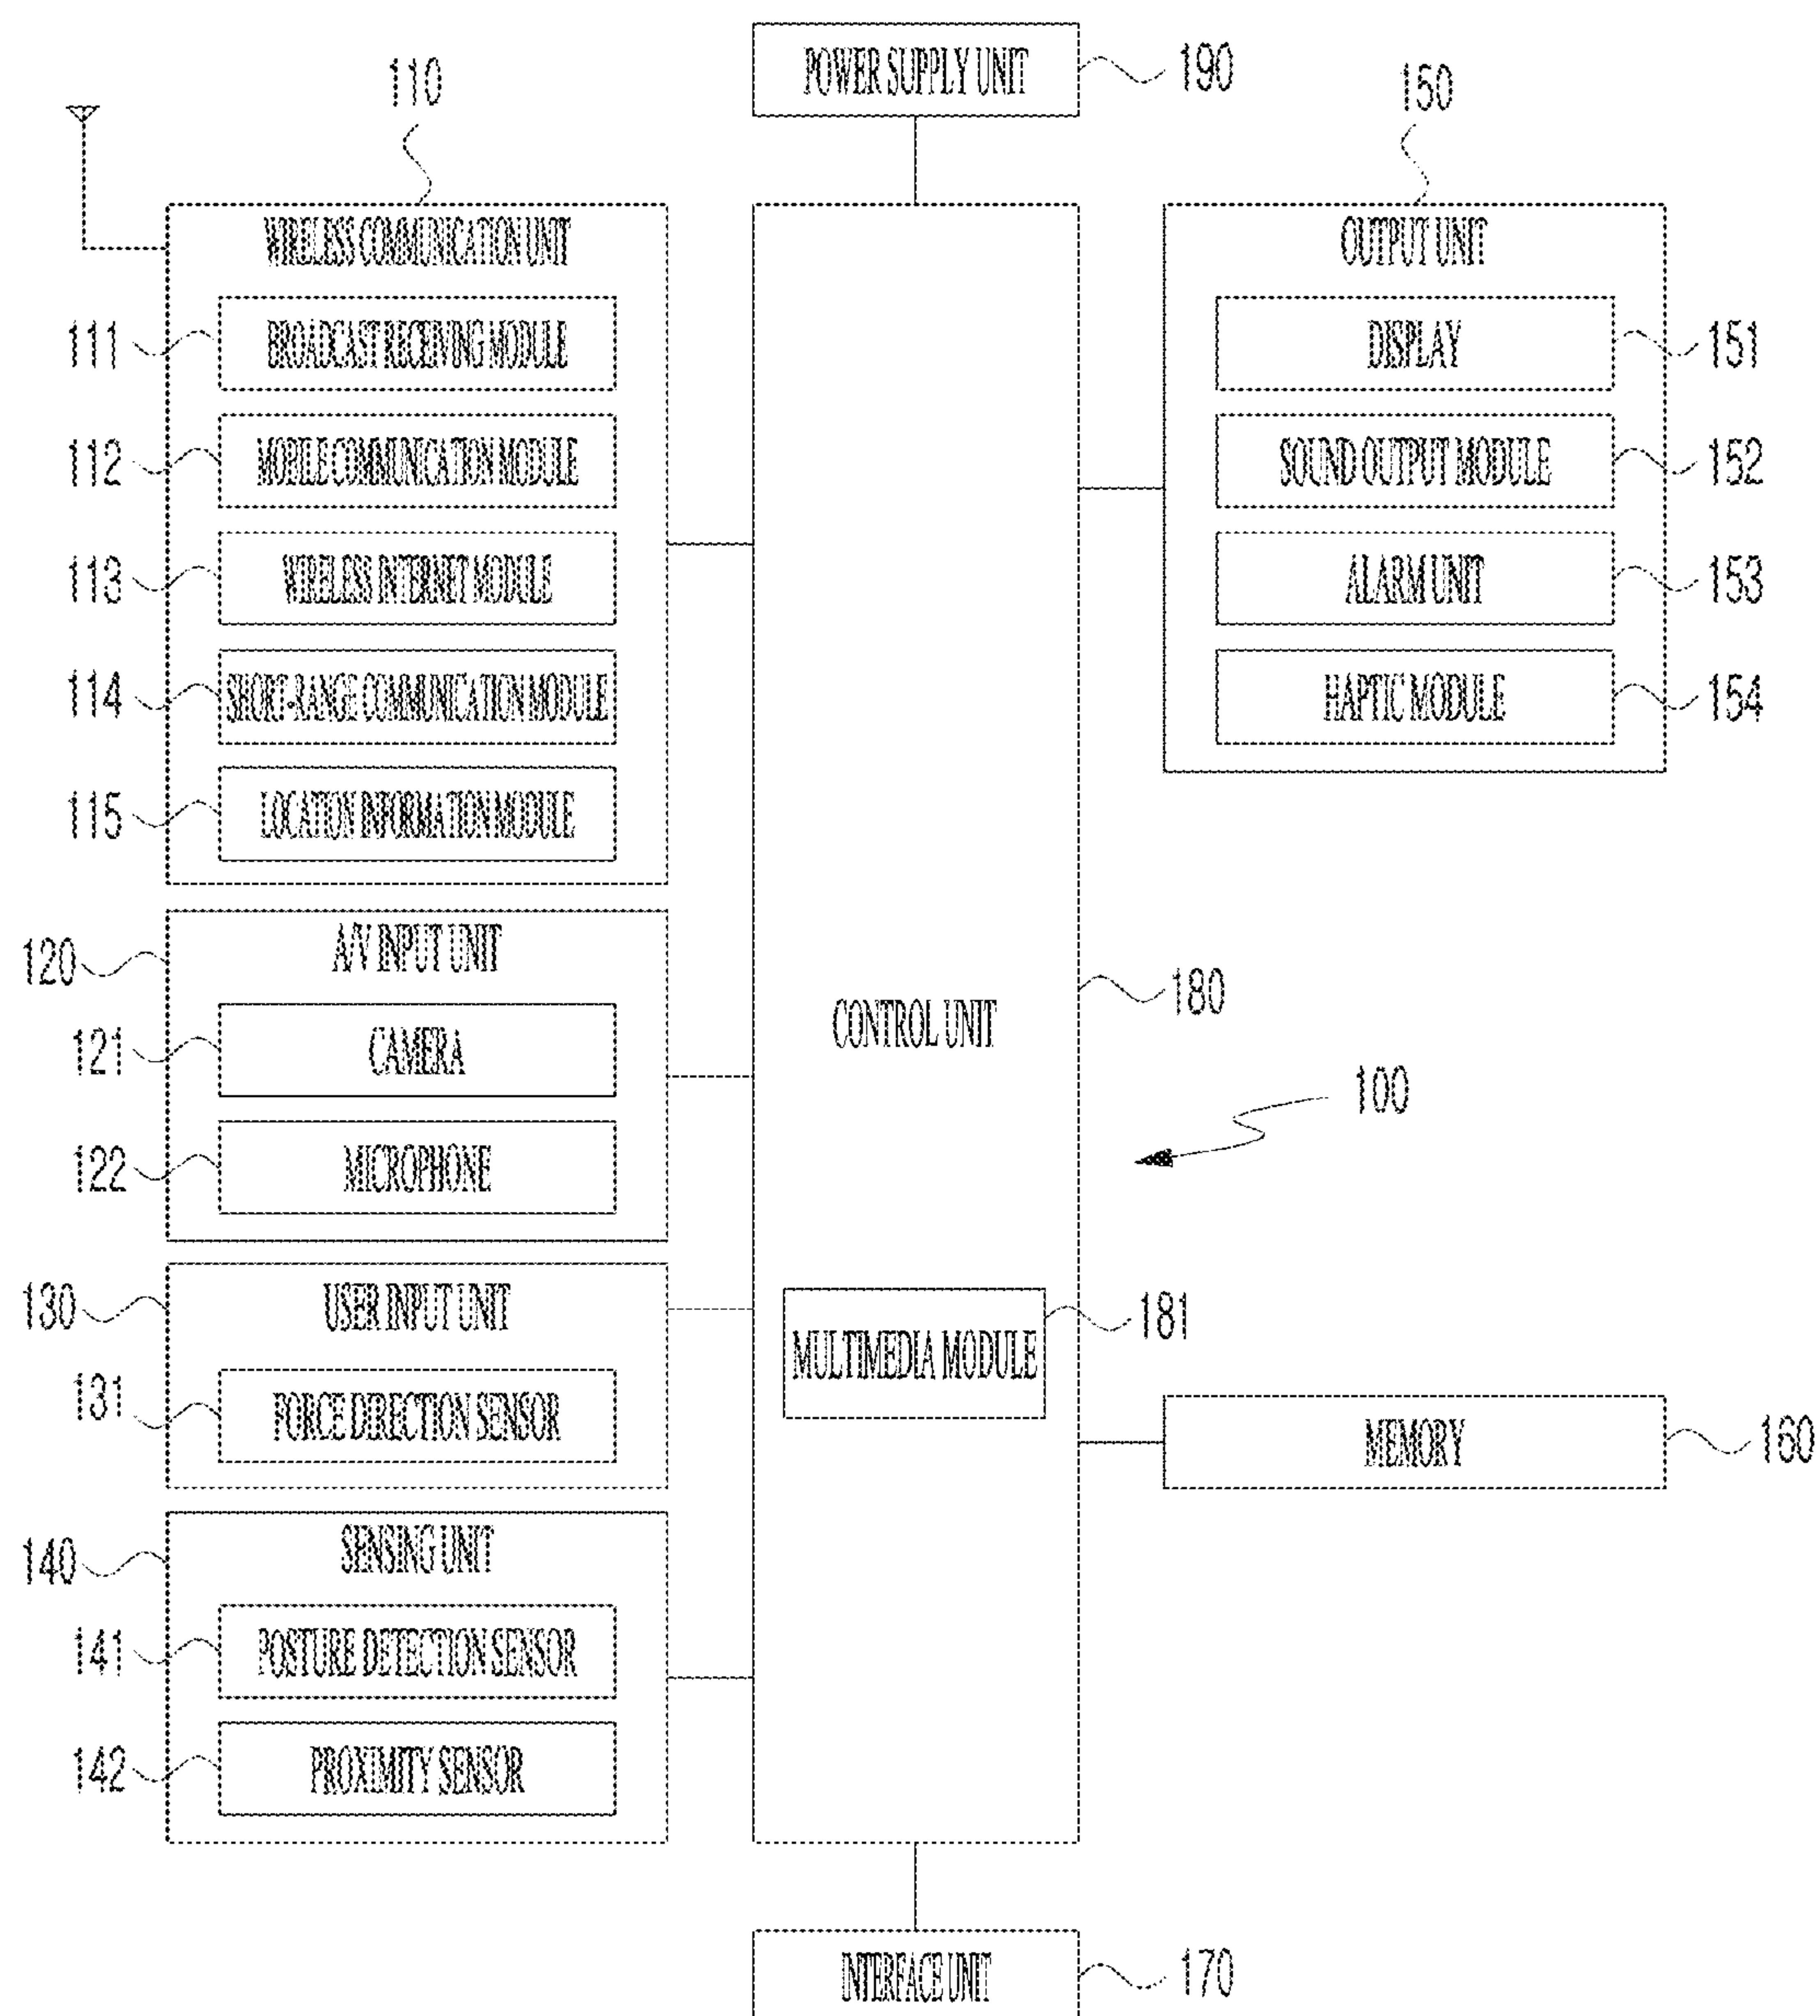 POWER SUPPLY UNIT
190
110
WIRELESS COMMUNICATION UNIT
111
BROADCAST RECEIVING MODULE
112
MOBILE COMMUNICATION MODULE
113
WIRELESS INTERNET MODULE
114
SHORT-RANGE COMMUNICATION MODULE
115
LOCATION INFORMATION MODULE
120
A/V INPUT UNIT
121
CAMERA
122
MICROPHONE
130
USER INPUT UNIT
131
FORCE DIRECTION SENSOR
140
SENSING UNIT
141
POSTURE DETECTION SENSOR
142
PROXIMITY SENSOR
CONTROL UNIT
180
MULTIMEDIA MODULE
181
100
150
OUTPUT UNIT
DISPLAY
151
SOUND OUTPUT MODULE
152
ALARM UNIT
153
HAPTIC MODULE
154
MEMORY
160
INTERFACE UNIT
170